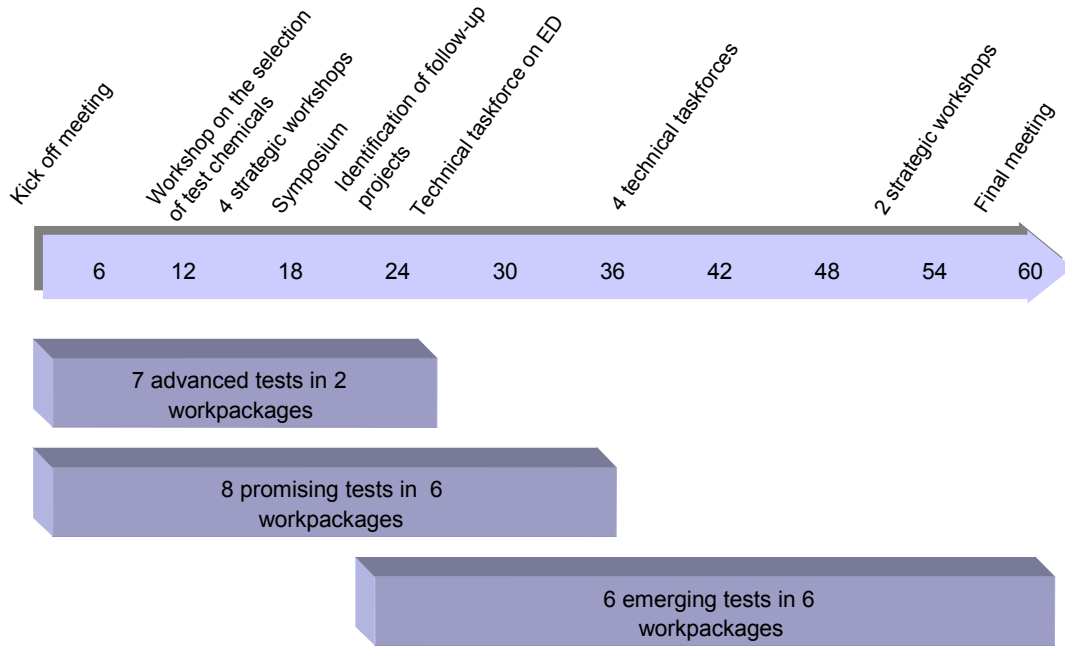 Kick off meeting
Workshop on the selection
of test chemicals
4 strategic workshops
Symposium
Identification of follow-up
projects
Technical taskforce on ED
4 technical taskforces
2 strategic workshops
Final meeting
6 12 18 24 30 36 42 48 54 60
7 advanced tests in 2
workpackages
8 promising tests in 6
workpackages
6 emerging tests in 6
workpackages